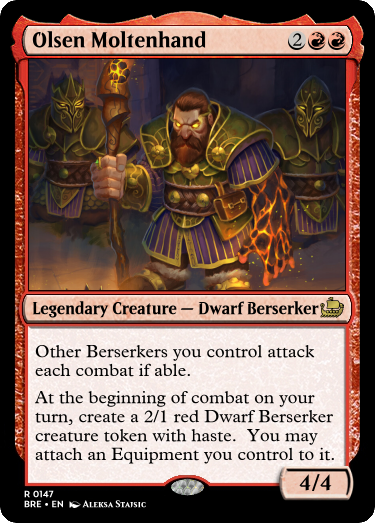 Olsen Moltenhand 2
Legendary Creature — Dwarf Berserker
Other Berserkers you control attack
each combat if able.
At the beginning of combat on your
turn, create a 2/1 red Dwarf Berserker
creature token with haste. You may
attach an Equipment you control to it.
4/4
R 0147
BRE • EN Aleksa Stajsic